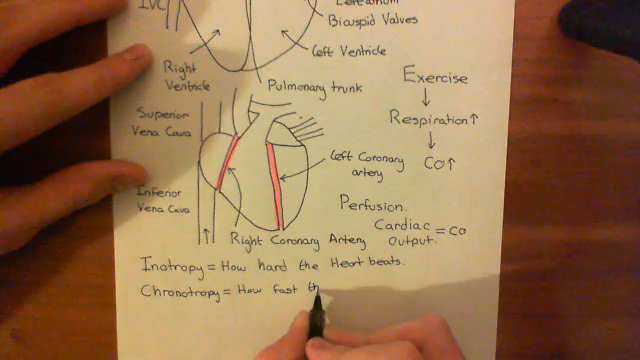 IVC
Bicuspid Valves
Left Ventricle
Right
Ventricle
Pulmonary trunk
Exercise
Respiration↑
CO↑
Superior
Vena Cava
Left Coronary
artery
Inferior
Vena Cava
Perfusion.
Cardiac
Output. = CO
Right Coronary Artery
Inotropy = How hard the Heart beats.
Chronotropy = How fast th